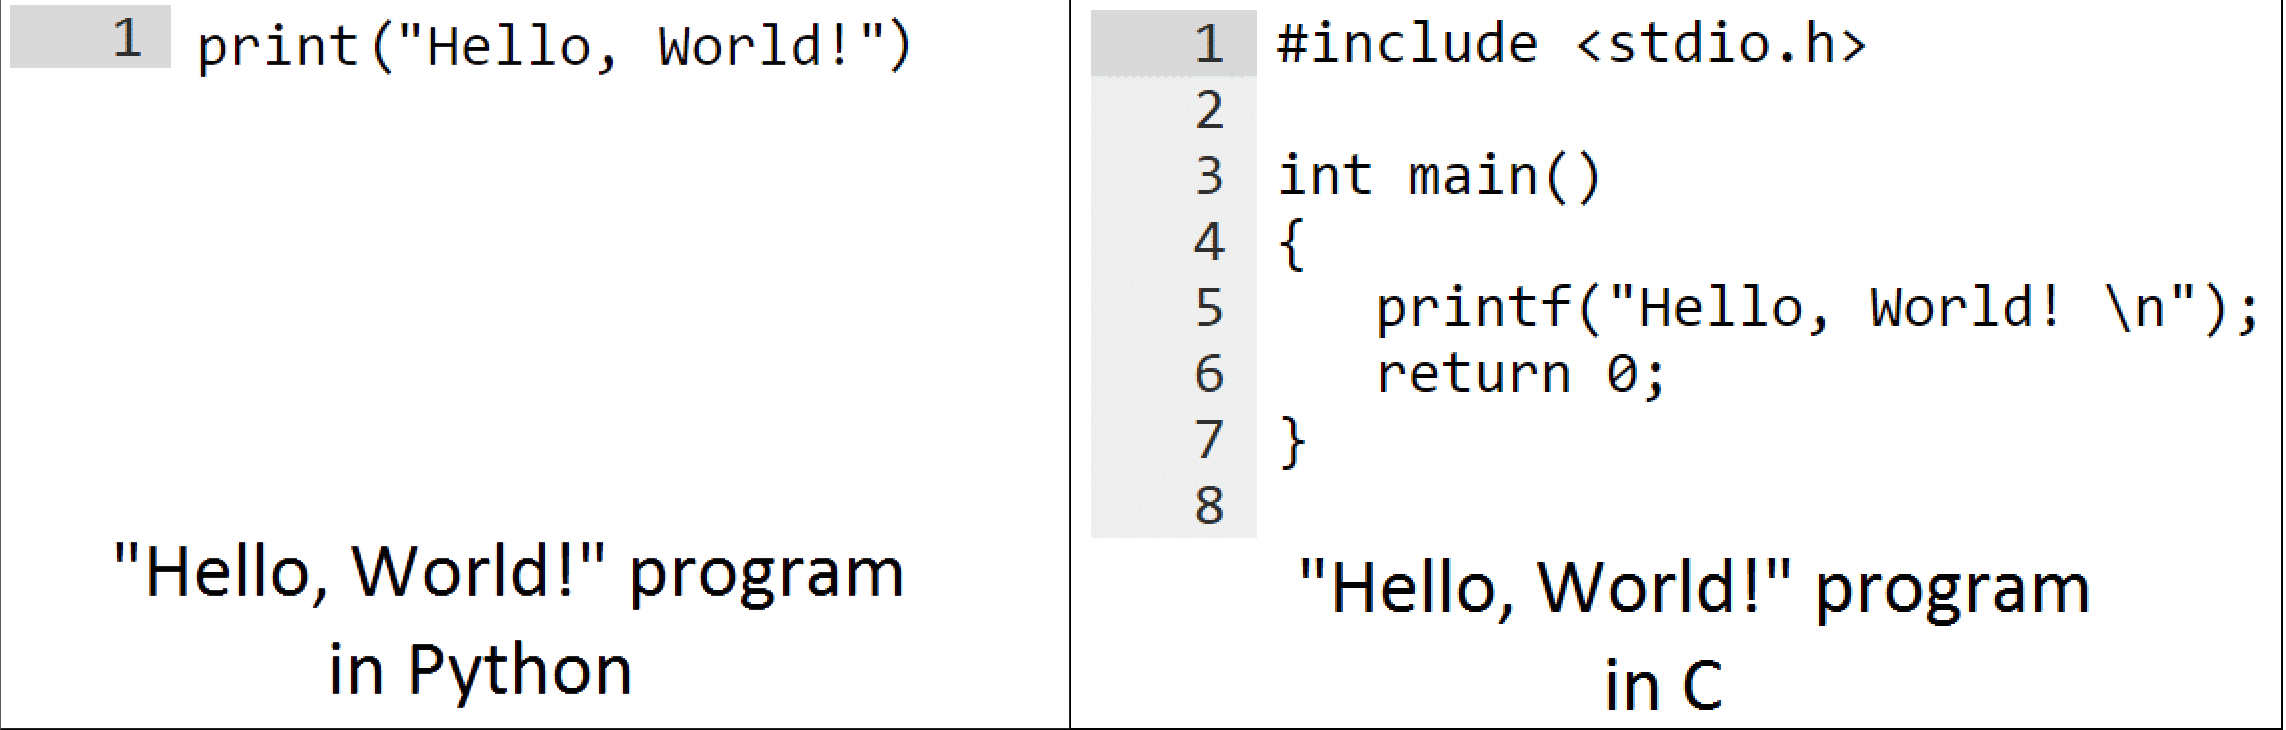 1 print("Hello, World!")
"Hello, World!" program
in Python
1 #include <stdio.h>
2
3 int main()
4 {
5    printf("Hello, World! \n");
6    return 0;
7 }
8
"Hello, World!" program
in C